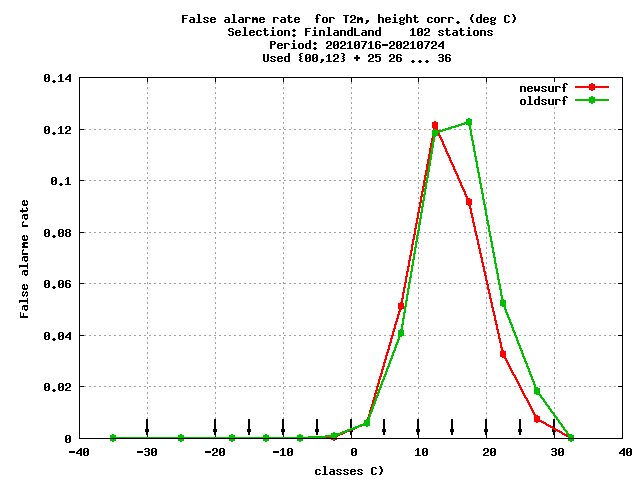 False alarme rate  for T2m, height corr. (deg C)
Selection: FinlandLand    102 stations
Period: 20210716-20210724
Used {00,12} + 25 26 ... 36
newsurf
oldsurf
0.14
0.12
0.1
0.08
0.06
0.04
0.02
0
False alarme rate
-40 -30 -20 -10 0 10 20 30 40
classes C)